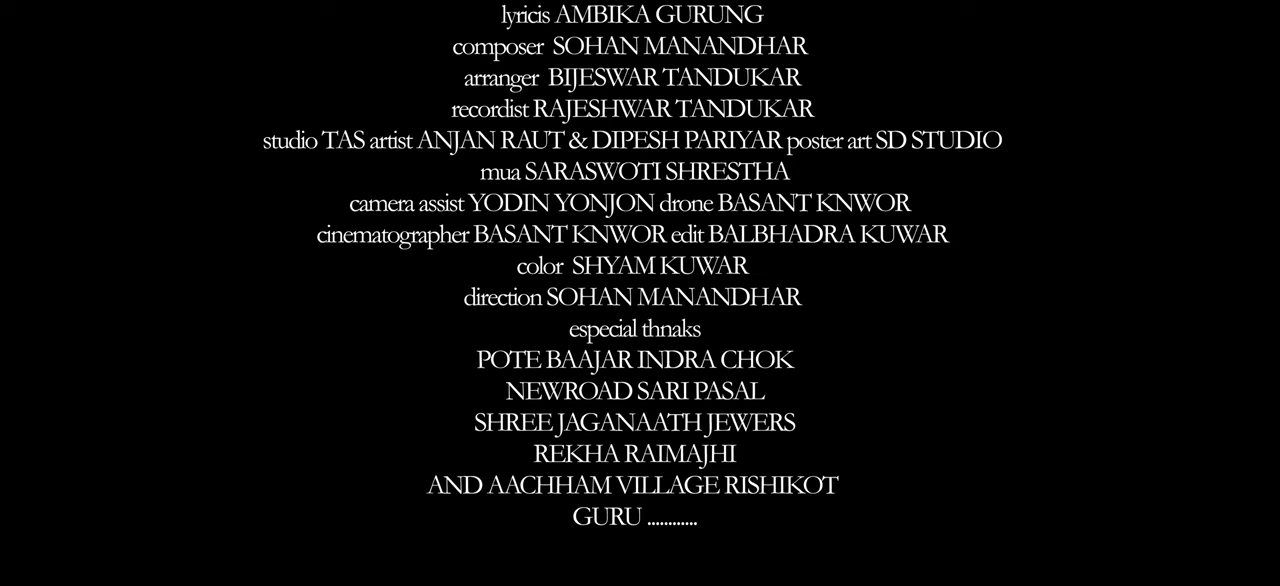 lyricis AMBIKA GURUNG
composer SOHAN MANANDHAR
arranger BIJESWAR TANDUKAR
recordist RAJESHWAR TANDUKAR
studio TAS artist ANJAN RAUT & DIPESH PARIYAR poster art SD STUDIO
mua SARASWOTI SHRESTHA
camera assist YODIN YONJON drone BASANT KNWOR
cinematographer BASANT KNWOR edit BALBHADRA KUWAR
color SHYAM KUWAR
direction SOHAN MANANDHAR
especial thnaks
POTE BAAJAR INDRA CHOK
NEWROAD SARI PASAL
SHREE JAGANAATH JEWERS
REKHA RAIMAJHI
AND AACHHAM VILLAGE RISHIKOT
GURU ............